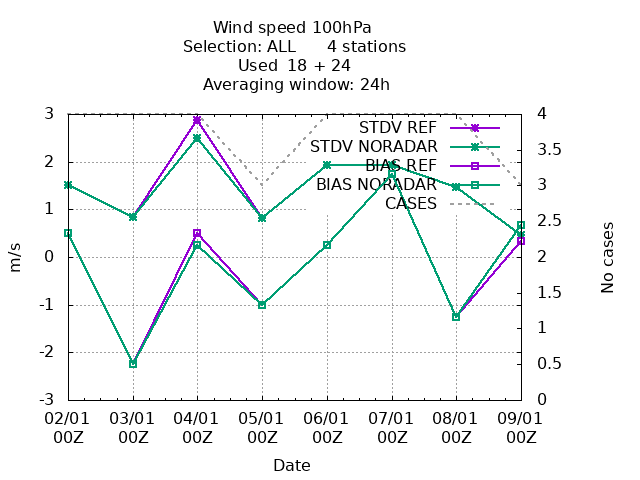 Wind speed 100hPa
Selection: ALL 4 stations
Used 18 + 24
Averaging window: 24h
3
2
1
0
-1
-2
-3
m/s
4
3.5
3
2.5
2
1.5
1
0.5
0
No cases
STDV REF
STDV NORADAR
BIAS REF
BIAS NORADAR
CASES
02/01 03/01 04/01 05/01 06/01 07/01 08/01 09/01
00Z 00Z 00Z 00Z 00Z 00Z 00Z 00Z
Date